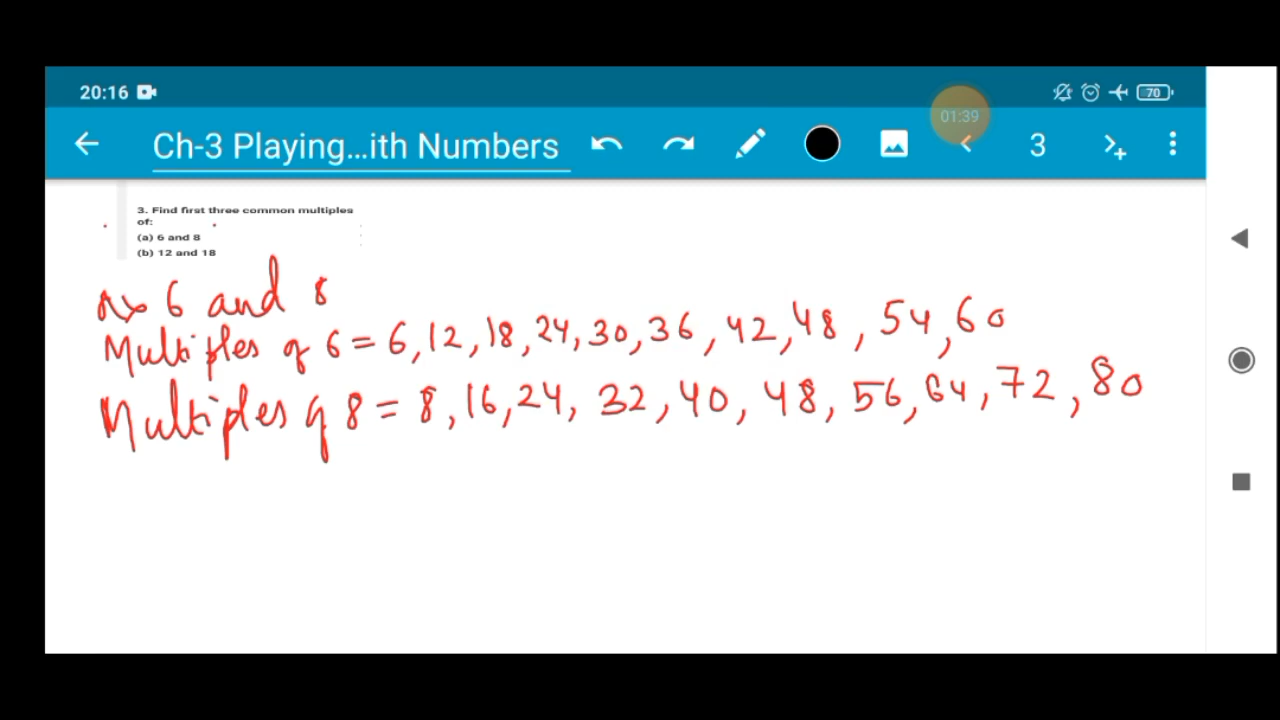 20:16
70
01:39
Ch-3 Playing...ith Numbers
3
3. Find first three common multiples
of:
(a) 6 and 8
(b) 12 and 18
6 and 8
Multiples of 6 = 6, 12, 18, 24, 30, 36, 42, 48, 54, 60
Multiples of 8 = 8, 16, 24, 32, 40, 48, 56, 64, 72, 80